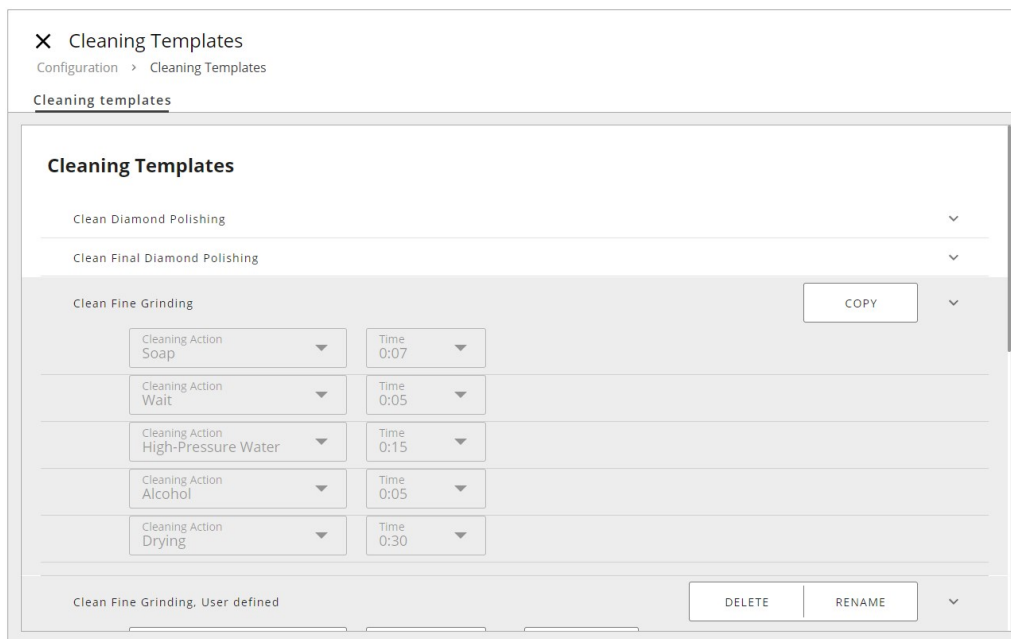 Cleaning Templates
Configuration > Cleaning Templates
Cleaning templates
Cleaning Templates
Clean Diamond Polishing
Clean Final Diamond Polishing
Clean Fine Grinding COPY
Cleaning Action Time
Soap 0:07
Cleaning Action Time
Wait 0:05
Cleaning Action Time
High-Pressure Water 0:15
Cleaning Action Time
Alcohol 0:05
Cleaning Action Time
Drying 0:30
Clean Fine Grinding, User defined DELETE RENAME